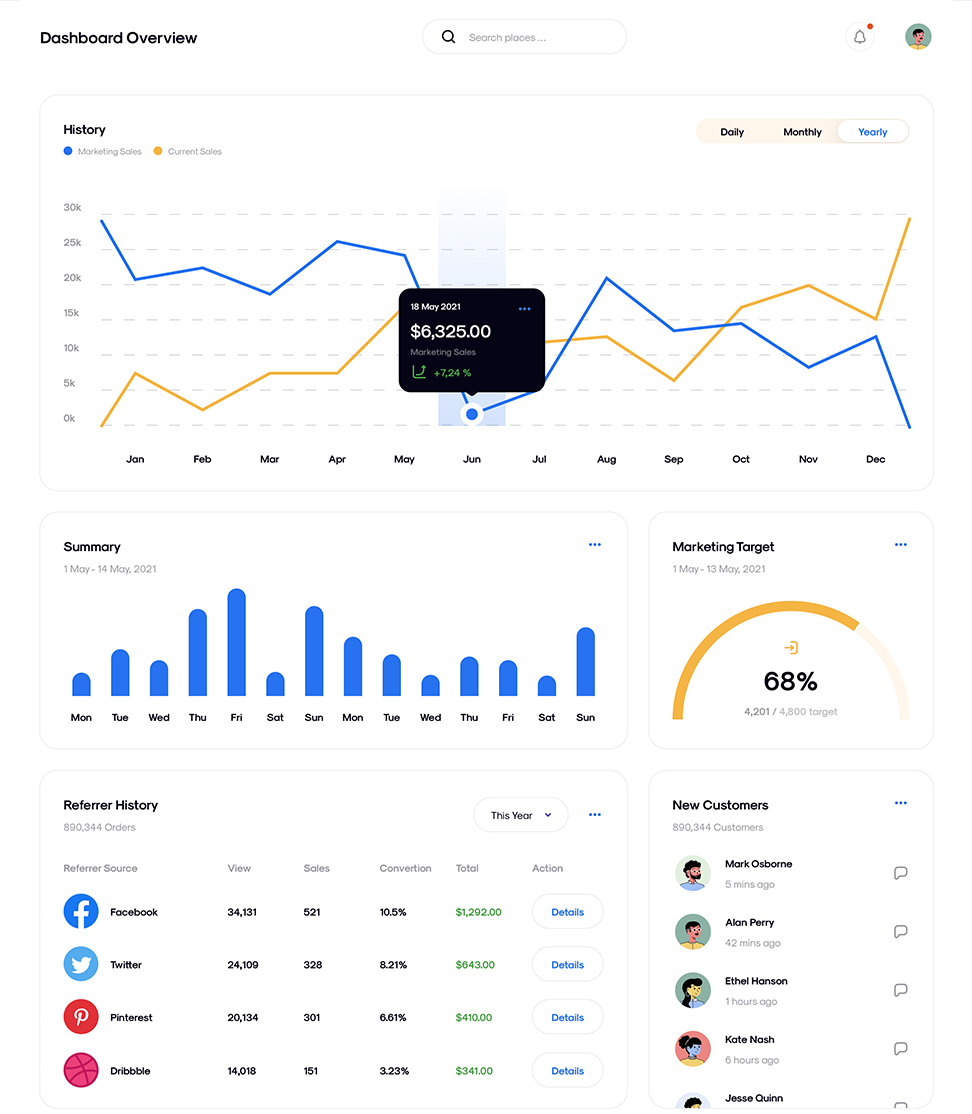 Dashboard Overview
Search places ...
History
Daily Monthly Yearly
Marketing Sales Current Sales
30k
25k
20k
15k
10k
5k
0k
18 May 2021
$6,325.00
Marketing Sales
+7,24 %
Jan Feb Mar Apr May Jun Jul Aug Sep Oct Nov Dec
Summary
1 May - 14 May, 2021
Mon Tue Wed Thu Fri Sat Sun Mon Tue Wed Thu Fri Sat Sun
Marketing Target
1 May - 13 May, 2021
68%
4,201 / 4,800 target
Referrer History
890,344 Orders
This Year
Referrer Source View Sales Convertion Total Action
Facebook 34,131 521 10.5% $1,292.00 Details
Twitter 24,109 328 8.21% $643.00 Details
Pinterest 20,134 301 6.61% $410.00 Details
Dribbble 14,018 151 3.23% $341.00 Details
New Customers
890,344 Customers
Mark Osborne
5 mins ago
Alan Perry
42 mins ago
Ethel Hanson
1 hours ago
Kate Nash
6 hours ago
Jesse Quinn